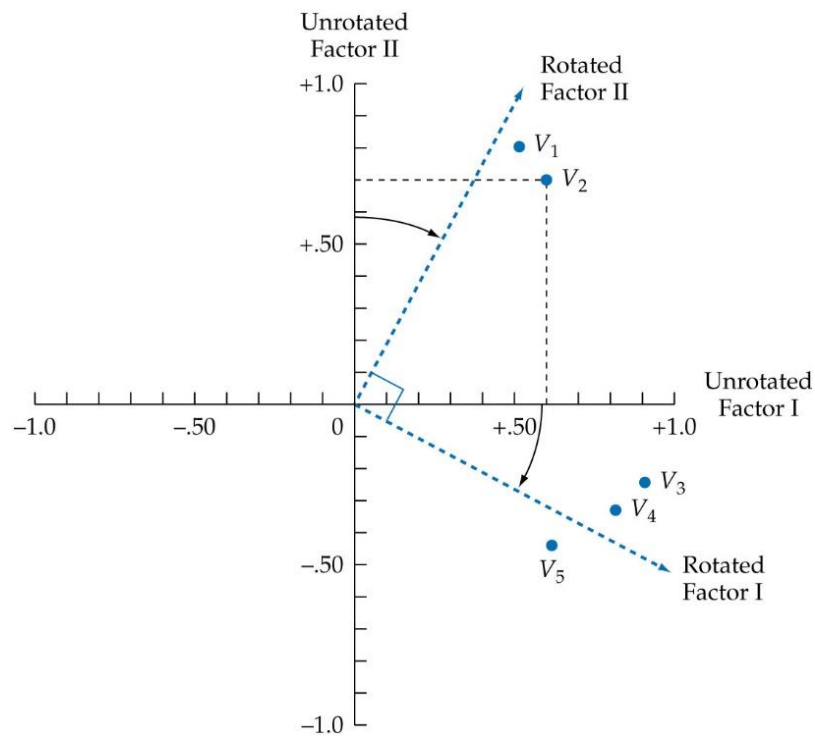 Unrotated
Factor II
+1.0
Rotated
Factor II
V₁
V₂
+.50
Unrotated
Factor I
–1.0
–.50
0
+.50
+1.0
V₃
V₄
V₅
–.50
Rotated
Factor I
–1.0